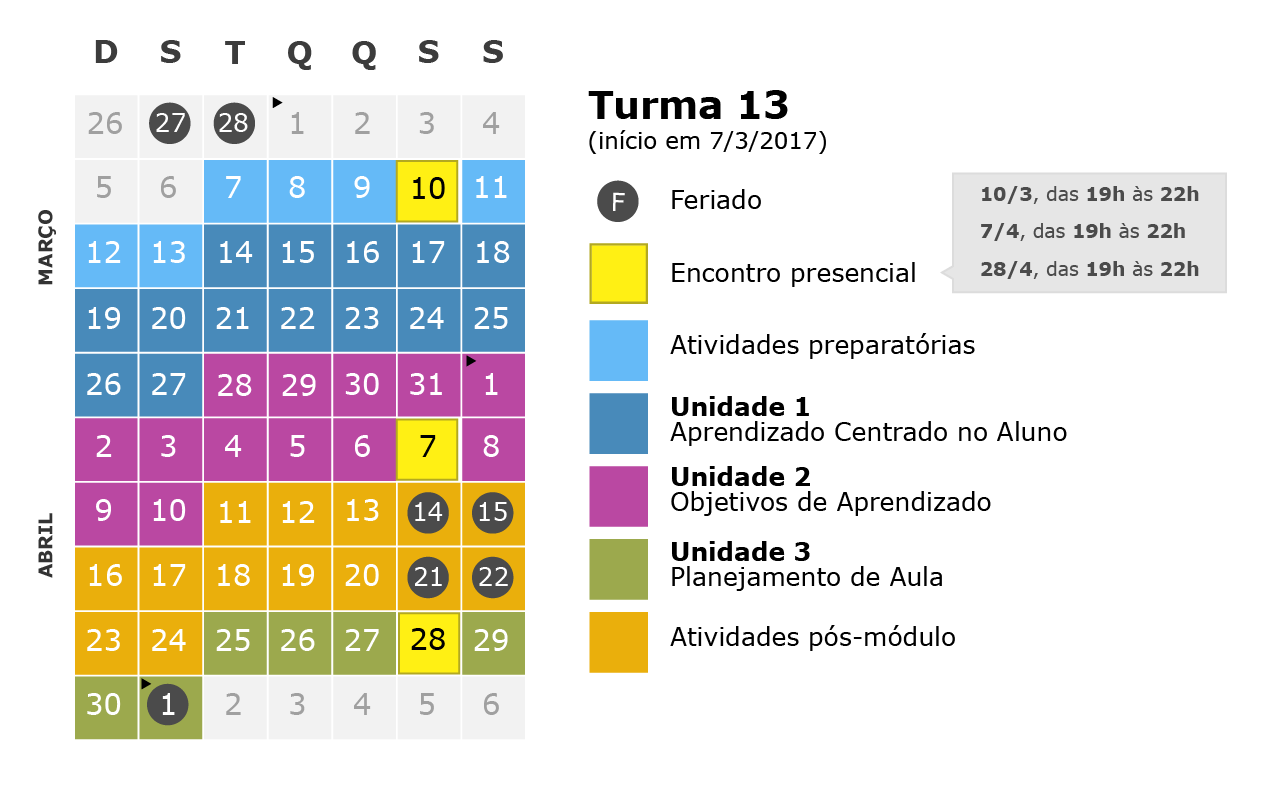 D S T Q Q S S
26 27 28 1 2 3 4
5 6 7 8 9 10 11
12 13 14 15 16 17 18
19 20 21 22 23 24 25
26 27 28 29 30 31 1
2 3 4 5 6 7 8
9 10 11 12 13 14 15
16 17 18 19 20 21 22
23 24 25 26 27 28 29
30 1 2 3 4 5 6
MARÇO
ABRIL
Turma 13
(início em 7/3/2017)
F Feriado
Encontro presencial
10/3, das 19h às 22h
7/4, das 19h às 22h
28/4, das 19h às 22h
Atividades preparatórias
Unidade 1
Aprendizado Centrado no Aluno
Unidade 2
Objetivos de Aprendizado
Unidade 3
Planejamento de Aula
Atividades pós-módulo